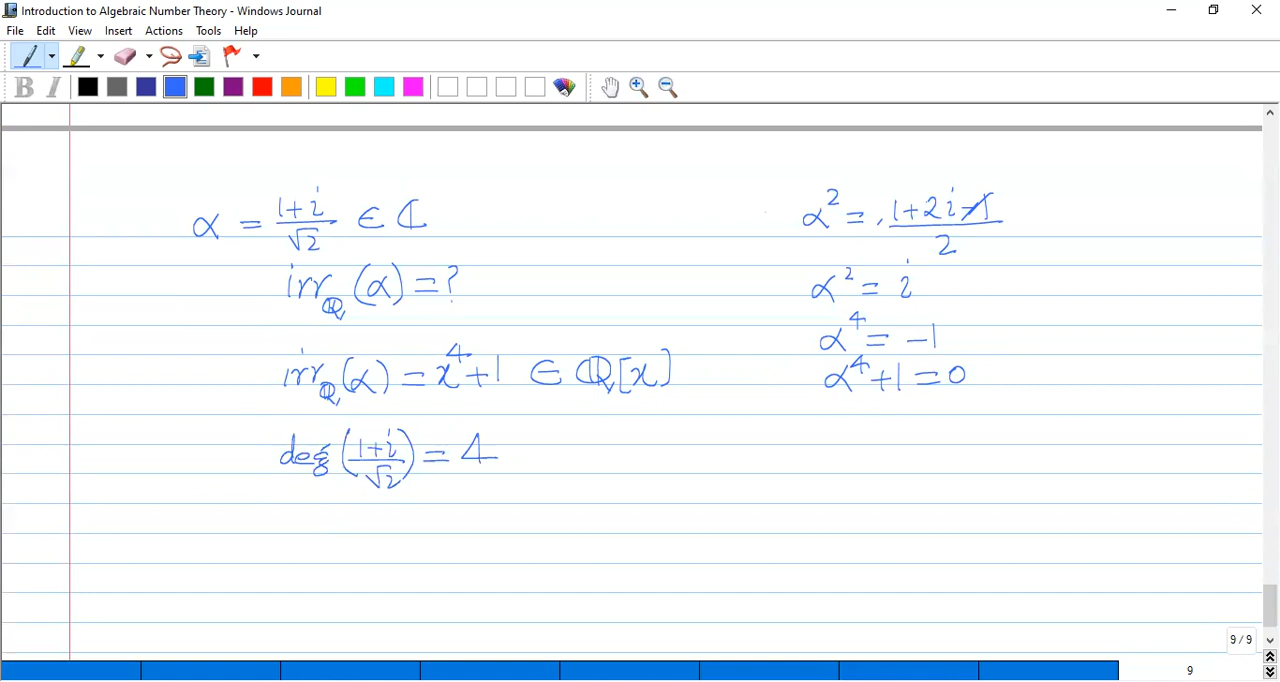 Introduction to Algebraic Number Theory - Windows Journal
File Edit View Insert Actions Tools Help
B I
α = (1+i)/√2 ∈ ℂ
irr_ℚ (α) = ?
irr_ℚ (α) = x⁴+1 ∈ ℚ[x]
deg ((1+i)/√2) = 4
α² = (1+2i-1)/2
α² = i
α⁴ = -1
α⁴+1 = 0
9 / 9
9